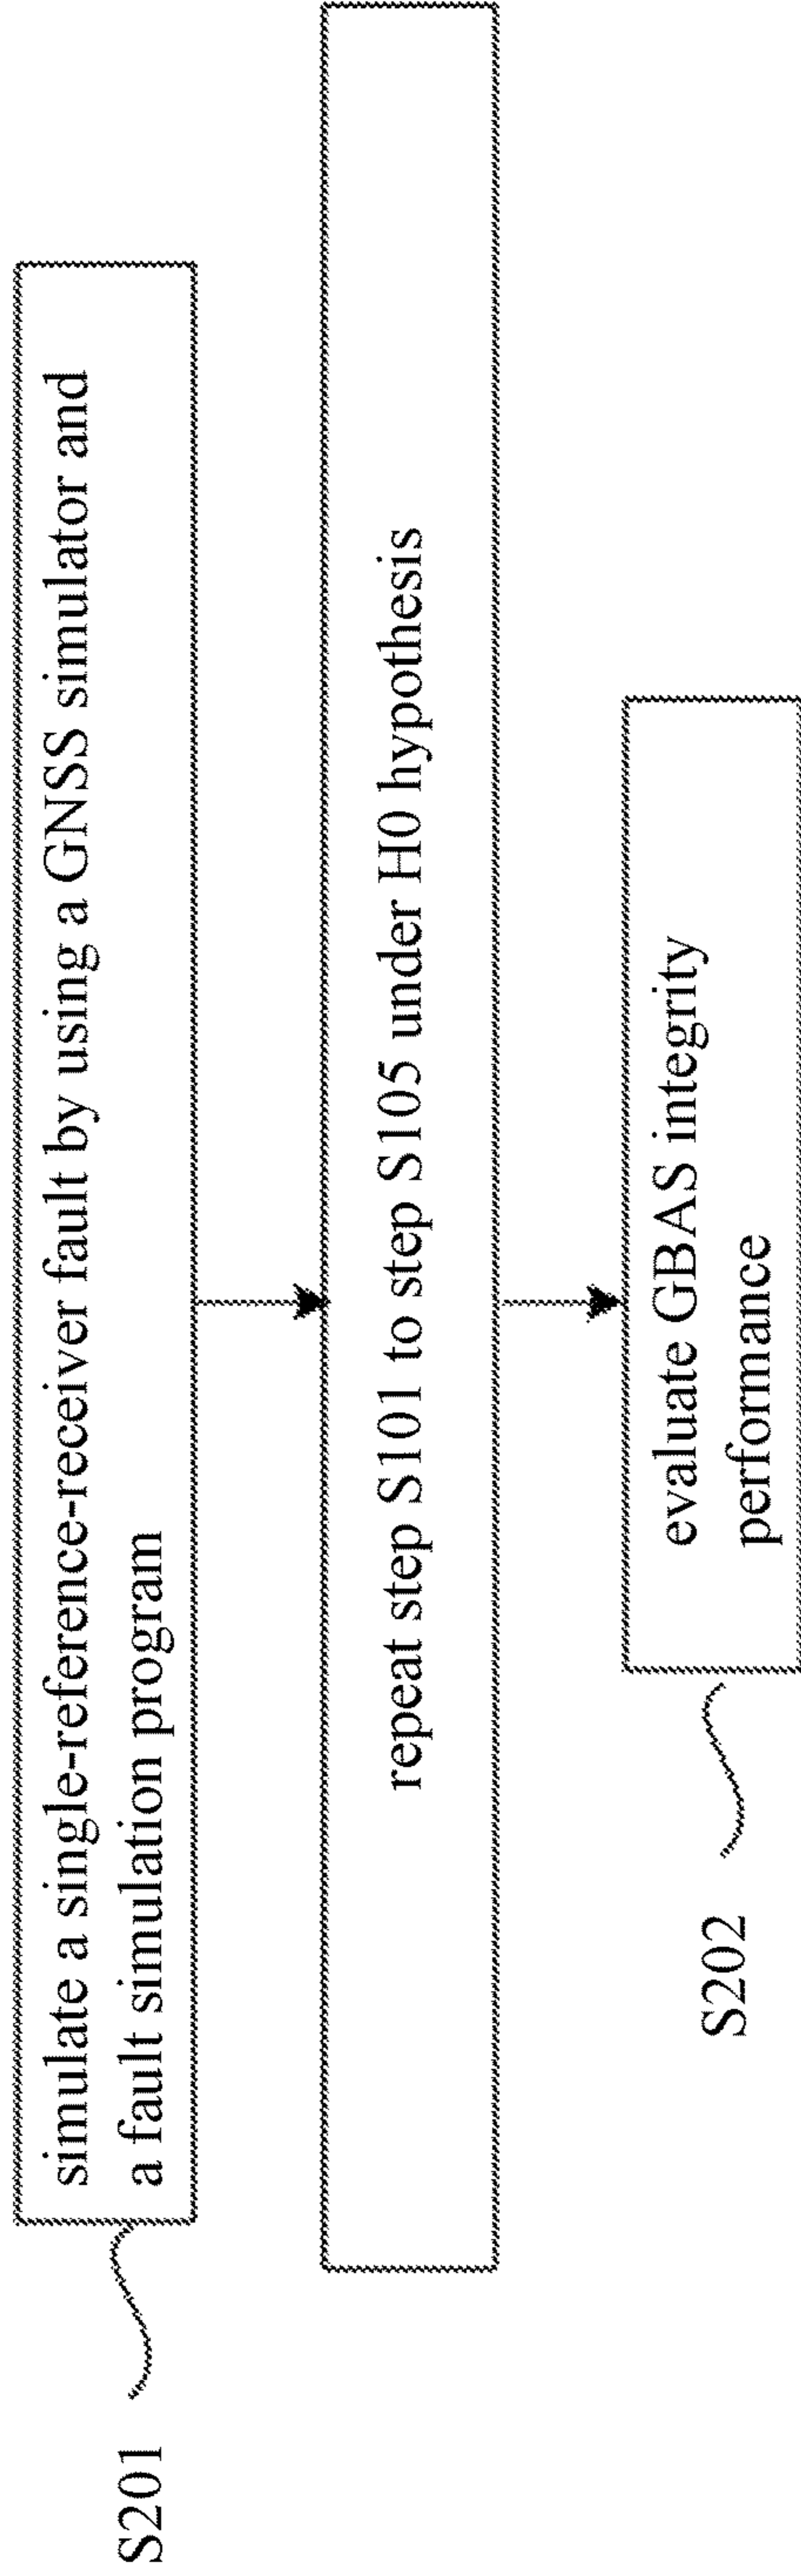 S201
simulate a single-reference-receiver fault by using a GNSS simulator and
a fault simulation program
repeat step S101 to step S105 under H0 hypothesis
S202
evaluate GBAS integrity
performance